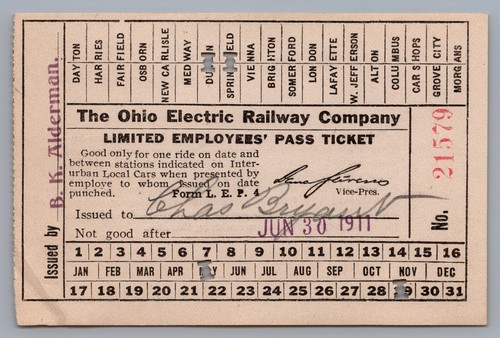 DAYTON
HARRIES
FAIRFIELD
OSBORN
NEW CARLISLE
MEDWAY
SPRINGFIELD
VIENNA
BRIGHTON
SOMERFORD
LONDON
LAFAYETTE
W. JEFFERSON
ALTON
COLUMBUS
CAR SHOPS
GROVE CITY
MORGANS
The Ohio Electric Railway Company
LIMITED EMPLOYEES' PASS TICKET
Good only for one ride on date and
between stations indicated on Inter-
urban Local Cars when presented by
employe to whom issued on date
punched. Form L. E. P. 4
Vice-Pres.
Issued to Chas Bryant
Not good after JUN 30 1911
Issued by B. K. Alderman.
No. 21579
1 2 3 4 5 6 7 8 9 10 11 12 13 14 15 16
JAN FEB MAR APR MAY JUN JUL AUG SEP OCT NOV DEC
17 18 19 20 21 22 23 24 25 26 27 28 29 30 31